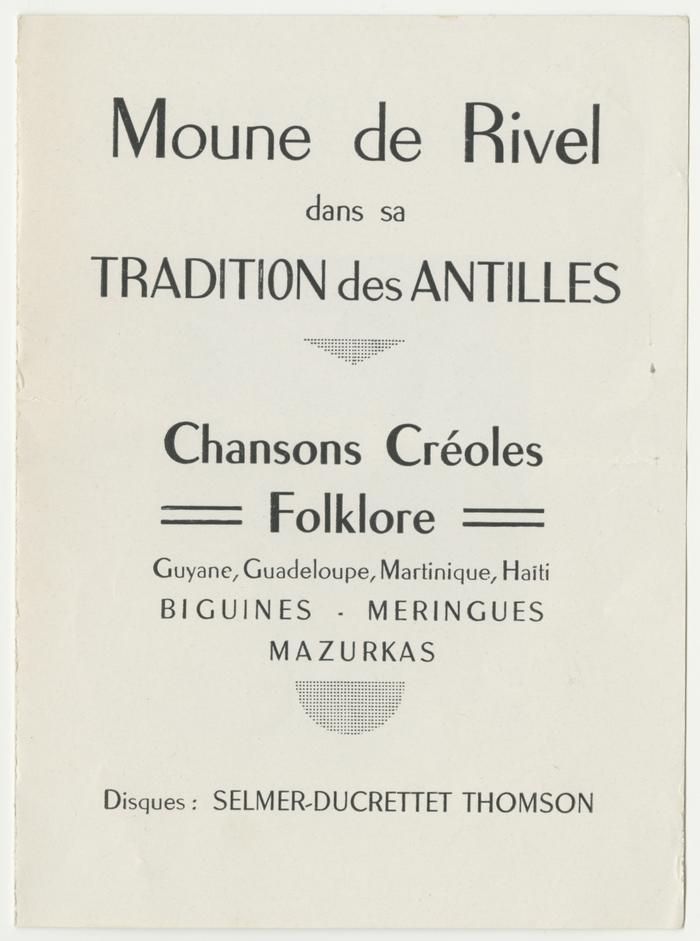 Moune de Rivel
dans sa
TRADITION des ANTILLES
Chansons Créoles
Folklore
Guyane, Guadeloupe, Martinique, Haïti
BIGUINES - MERINGUES
MAZURKAS
Disques : SELMER-DUCRETTET THOMSON